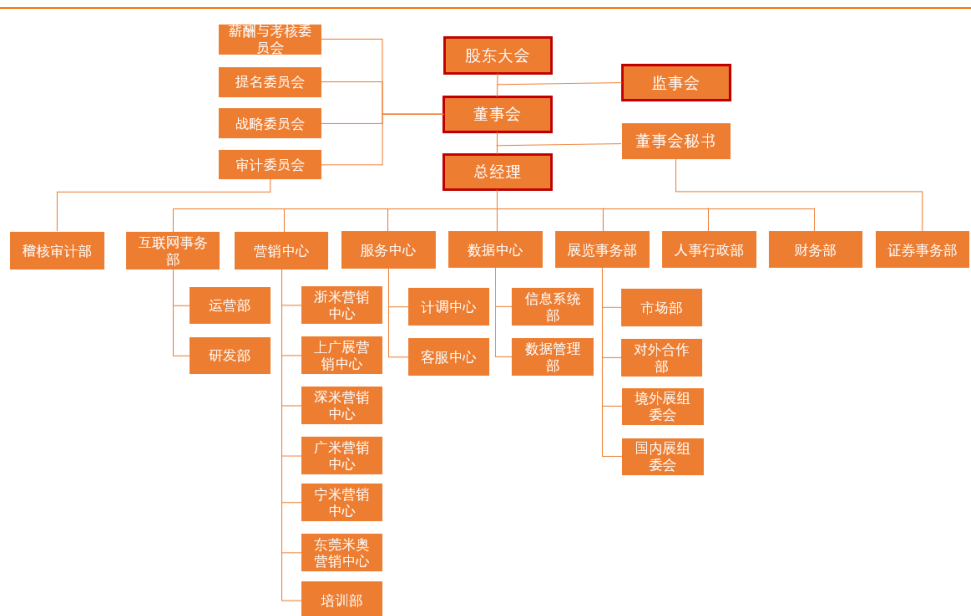 薪酬与考核委
员会
股东大会
提名委员会
监事会
董事会
战略委员会
董事会秘书
审计委员会
总经理
稽核审计部
互联网事务
部
营销中心
服务中心
数据中心
展览事务部
人事行政部
财务部
证券事务部
运营部
浙米营销
中心
计调中心
信息系统
部
市场部
研发部
上广展营
销中心
客服中心
数据管理
部
对外合作
部
深米营销
中心
境外展组
委会
广米营销
中心
国内展组
委会
宁米营销
中心
东莞米奥
营销中心
培训部